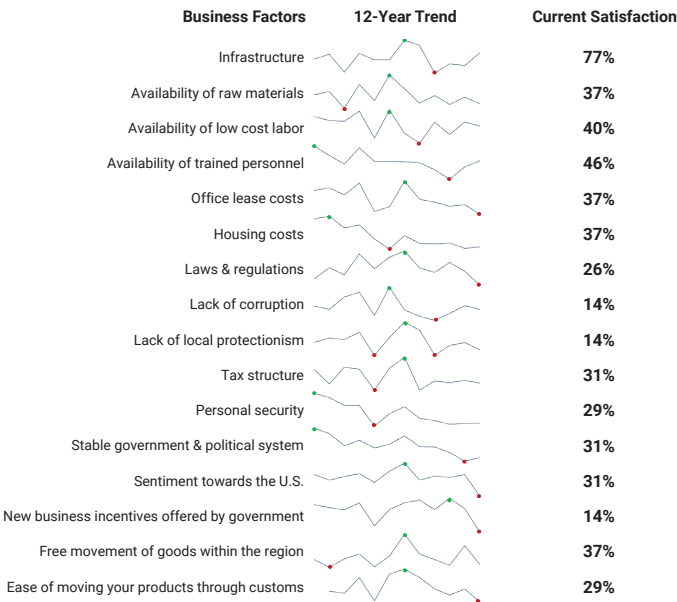 Business Factors 12-Year Trend Current Satisfaction
Infrastructure 77%
Availability of raw materials 37%
Availability of low cost labor 40%
Availability of trained personnel 46%
Office lease costs 37%
Housing costs 37%
Laws & regulations 26%
Lack of corruption 14%
Lack of local protectionism 14%
Tax structure 31%
Personal security 29%
Stable government & political system 31%
Sentiment towards the U.S. 31%
New business incentives offered by government 14%
Free movement of goods within the region 37%
Ease of moving your products through customs 29%